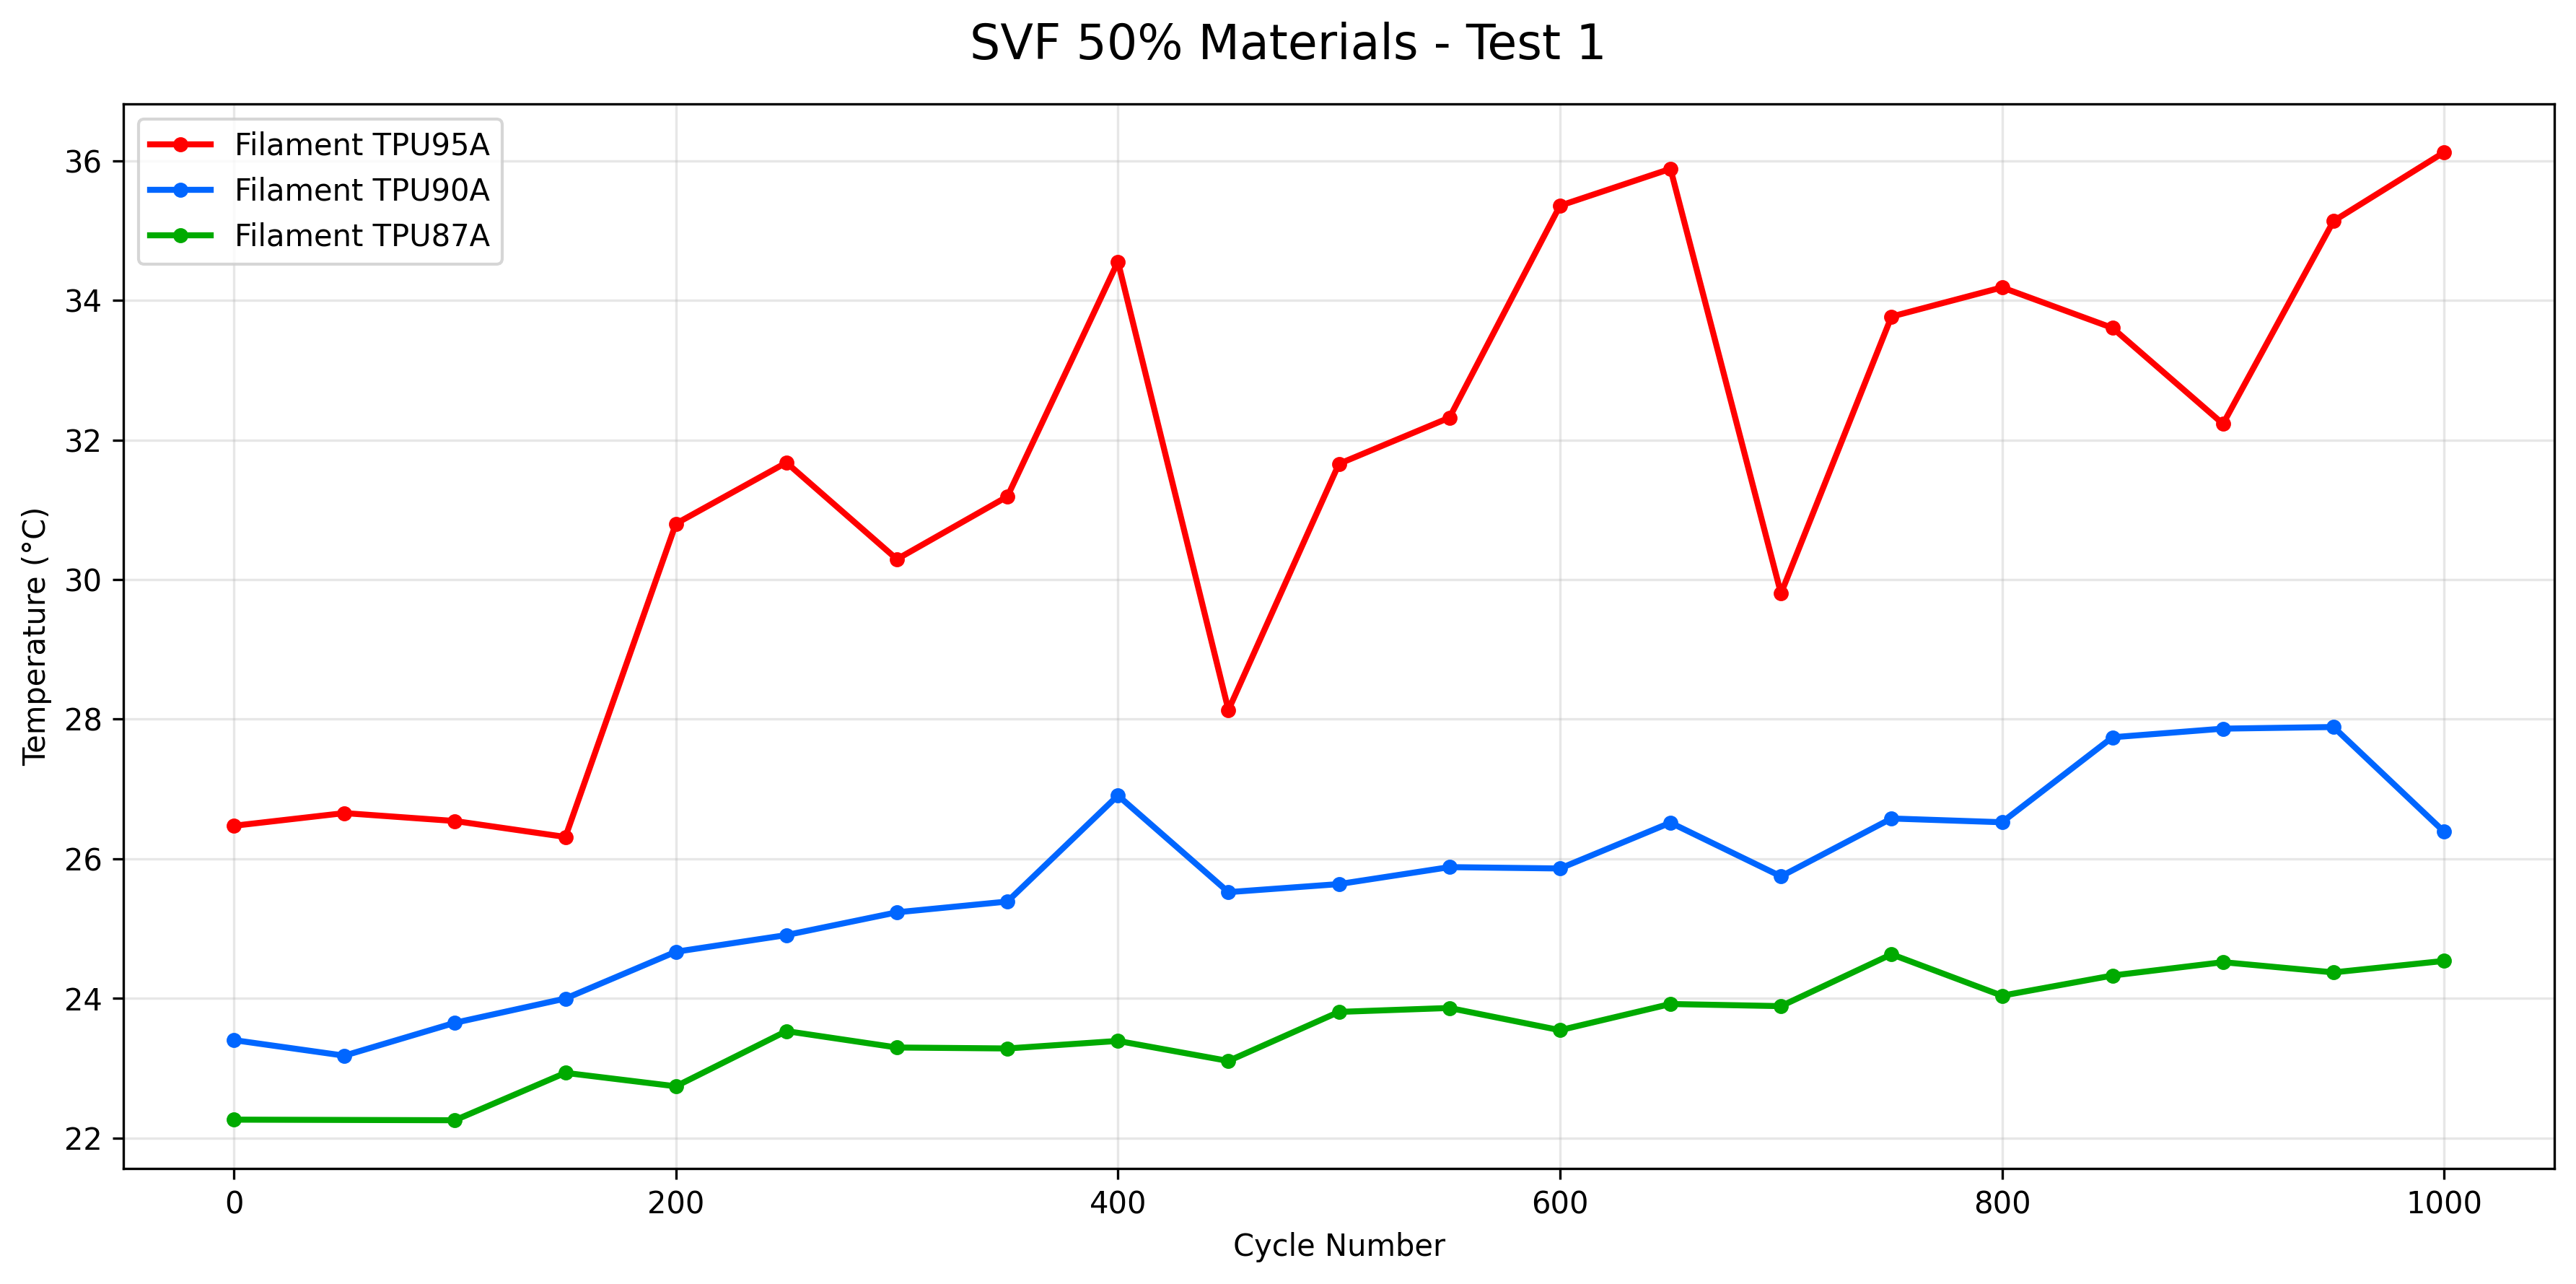 SVF 50% Materials - Test 1
Filament TPU95A
Filament TPU90A
Filament TPU87A
Temperature (°C)
36
34
32
30
28
26
24
22
0 200 400 600 800 1000
Cycle Number